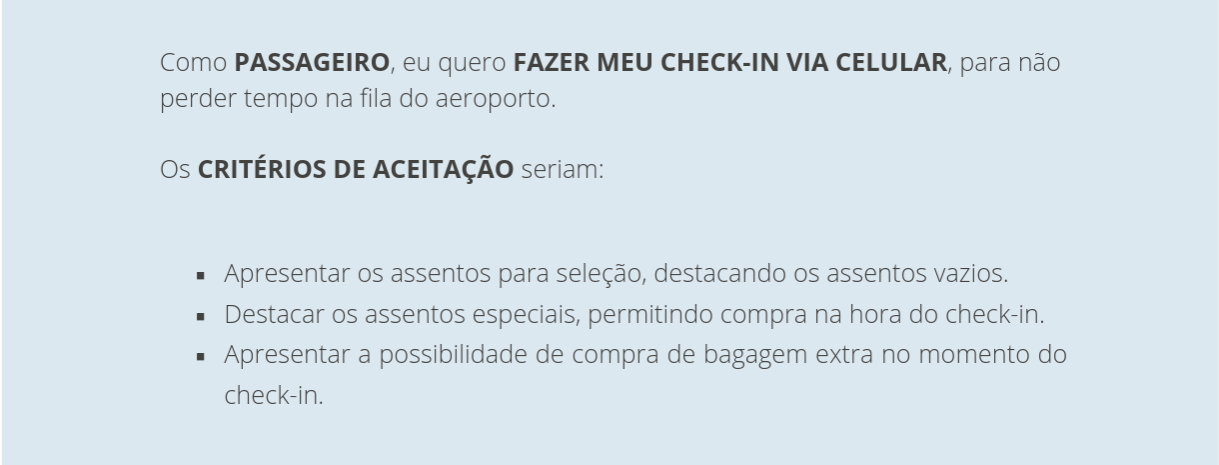 Como PASSAGEIRO, eu quero FAZER MEU CHECK-IN VIA CELULAR, para não
perder tempo na fila do aeroporto.
Os CRITÉRIOS DE ACEITAÇÃO seriam:
▪ Apresentar os assentos para seleção, destacando os assentos vazios.
▪ Destacar os assentos especiais, permitindo compra na hora do check-in.
▪ Apresentar a possibilidade de compra de bagagem extra no momento do
check-in.